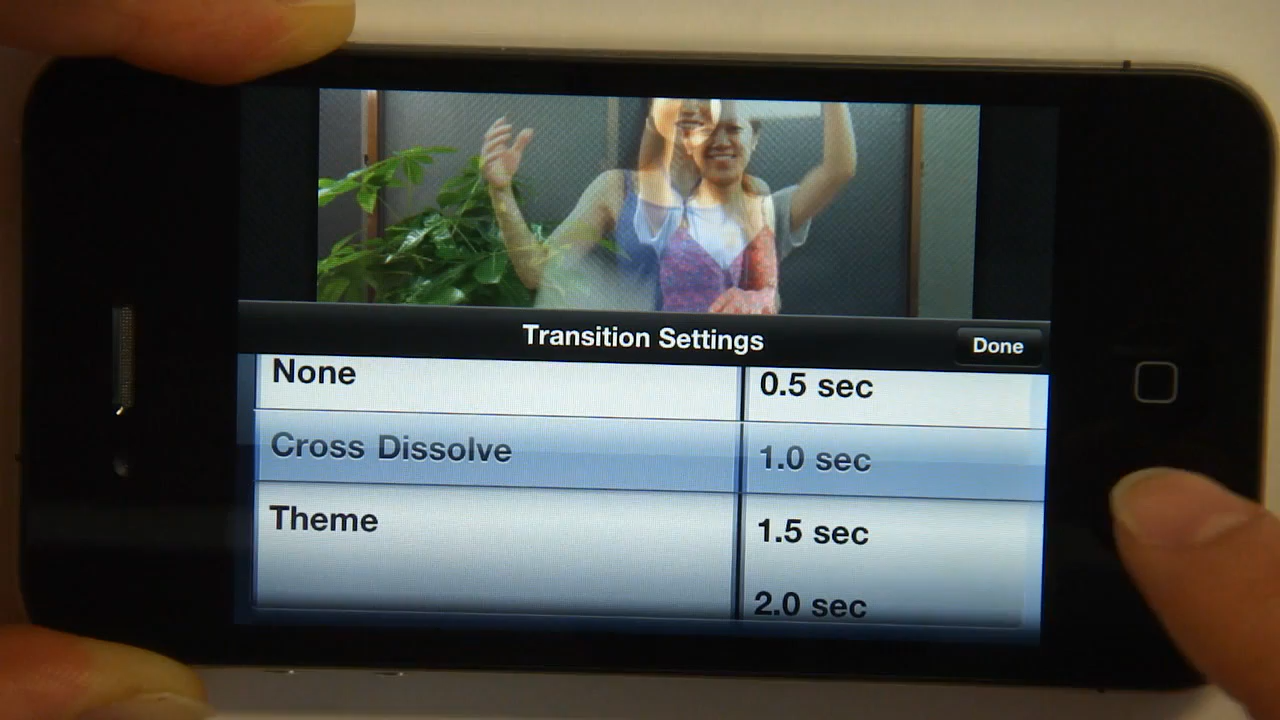 Transition Settings
Done
None
0.5 sec
Cross Dissolve
1.0 sec
Theme
1.5 sec
2.0 sec